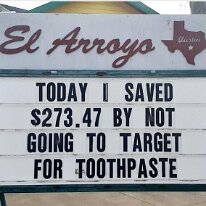 El Arroyo
Austin
TODAY I SAVED
$273.47 BY NOT
GOING TO TARGET
FOR TOOTHPASTE